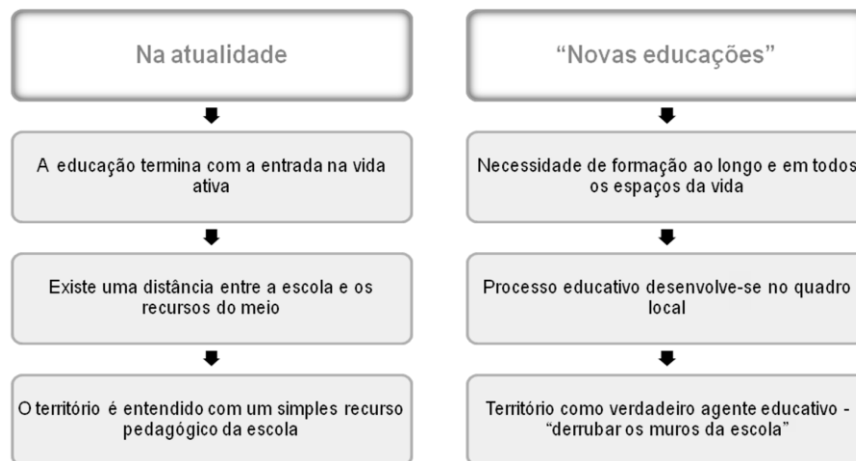 Na atualidade
A educação termina com a entrada na vida
ativa
Existe uma distância entre a escola e os
recursos do meio
O território é entendido com um simples recurso
pedagógico da escola
“Novas educações”
Necessidade de formação ao longo e em todos
os espaços da vida
Processo educativo desenvolve-se no quadro
local
Território como verdadeiro agente educativo -
“derrubar os muros da escola”